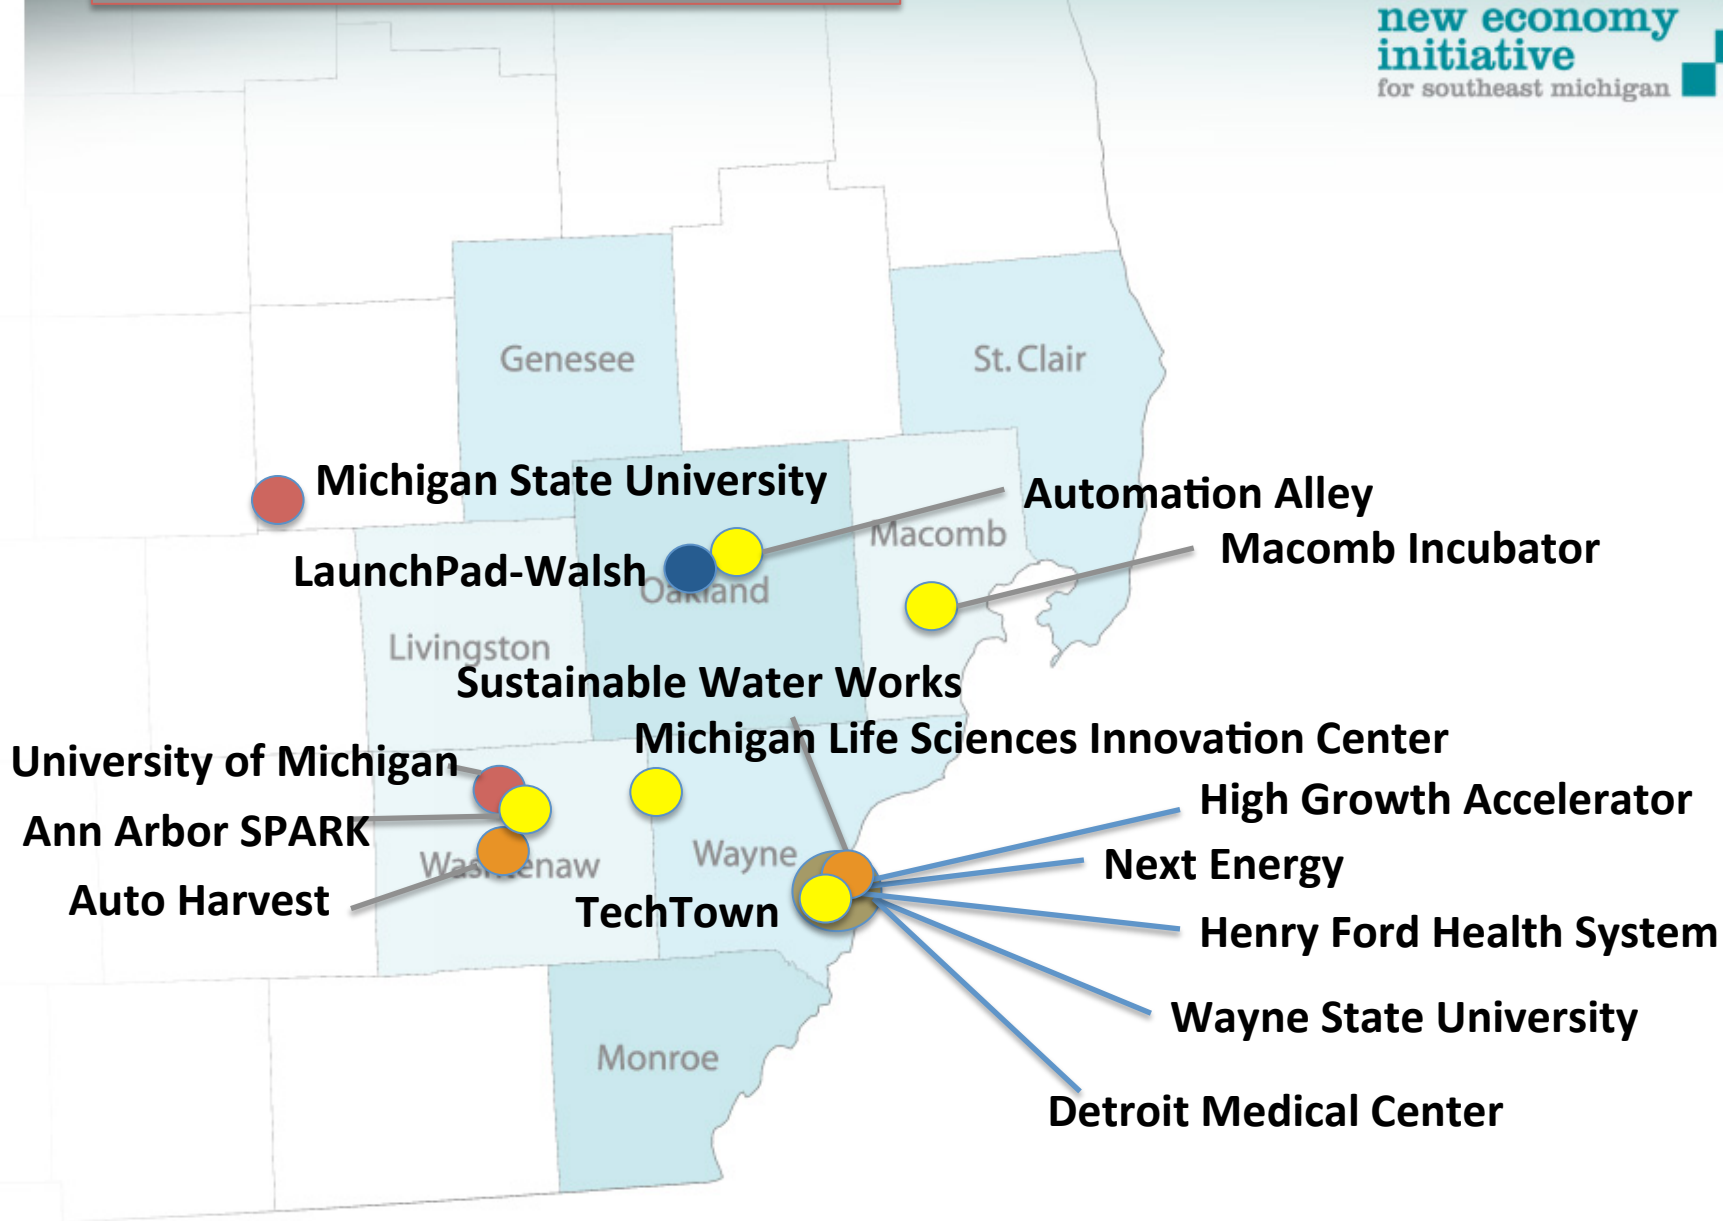 new economy
initiative
for southeast michigan
Genesee
St. Clair
Michigan State University
Automation Alley
Macomb
Macomb Incubator
LaunchPad-Walsh
Oakland
Livingston
Sustainable Water Works
Michigan Life Sciences Innovation Center
University of Michigan
High Growth Accelerator
Ann Arbor SPARK
Washtenaw
Wayne
Next Energy
Auto Harvest
TechTown
Henry Ford Health System
Wayne State University
Monroe
Detroit Medical Center